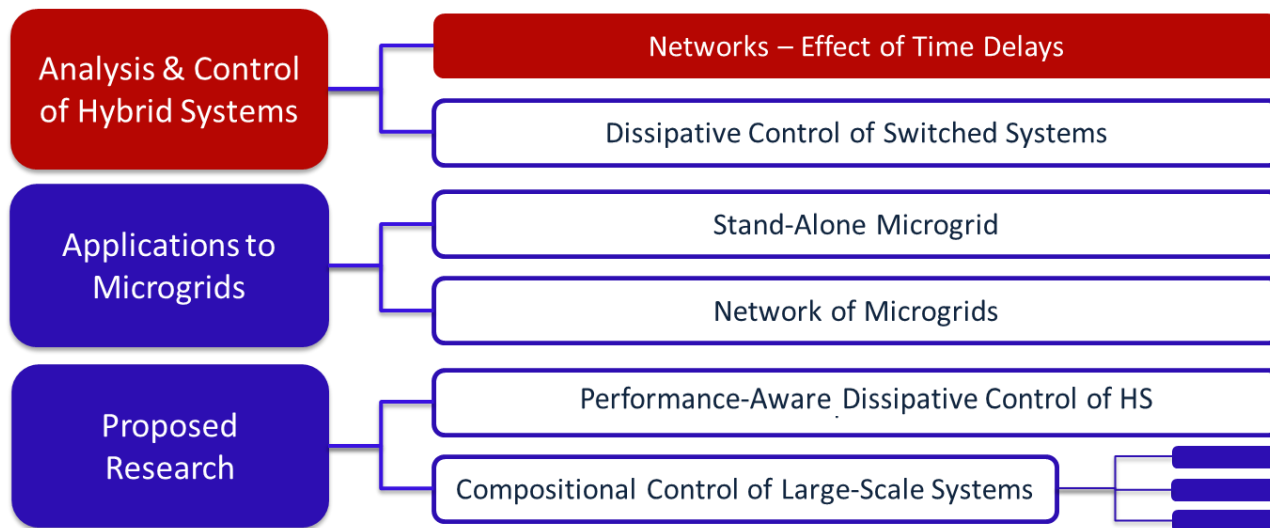 Analysis & Control
of Hybrid Systems
Networks – Effect of Time Delays
Dissipative Control of Switched Systems
Applications to
Microgrids
Stand-Alone Microgrid
Network of Microgrids
Proposed
Research
Performance-Aware Dissipative Control of HS
Compositional Control of Large-Scale Systems